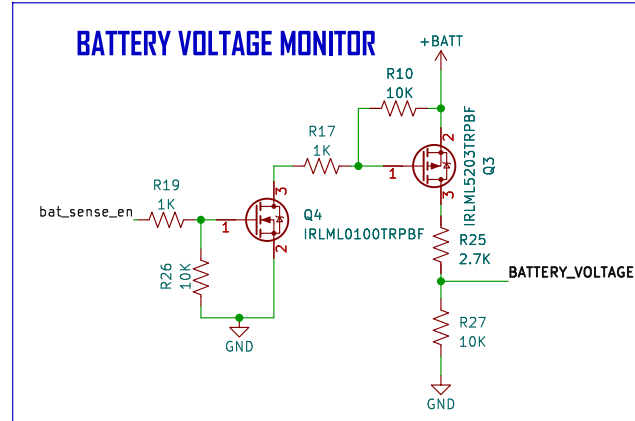 BATTERY VOLTAGE MONITOR
+BATT
R10
10K
R17
1K
2
1
3
IRLML5203TRPBF
Q3
R19
1K
bat_sense_en
1
3
2
Q4
IRLML0100TRPBF
R26
10K
GND
R25
2.7K
BATTERY_VOLTAGE
R27
10K
GND